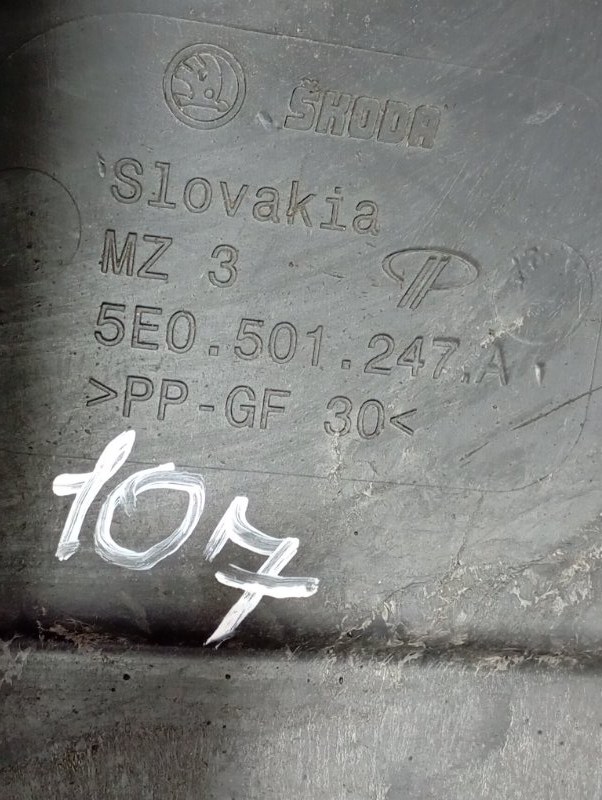 ŠKODA
Slovakia
MZ 3
5E0.501.247.A
>PP-GF 30<
107